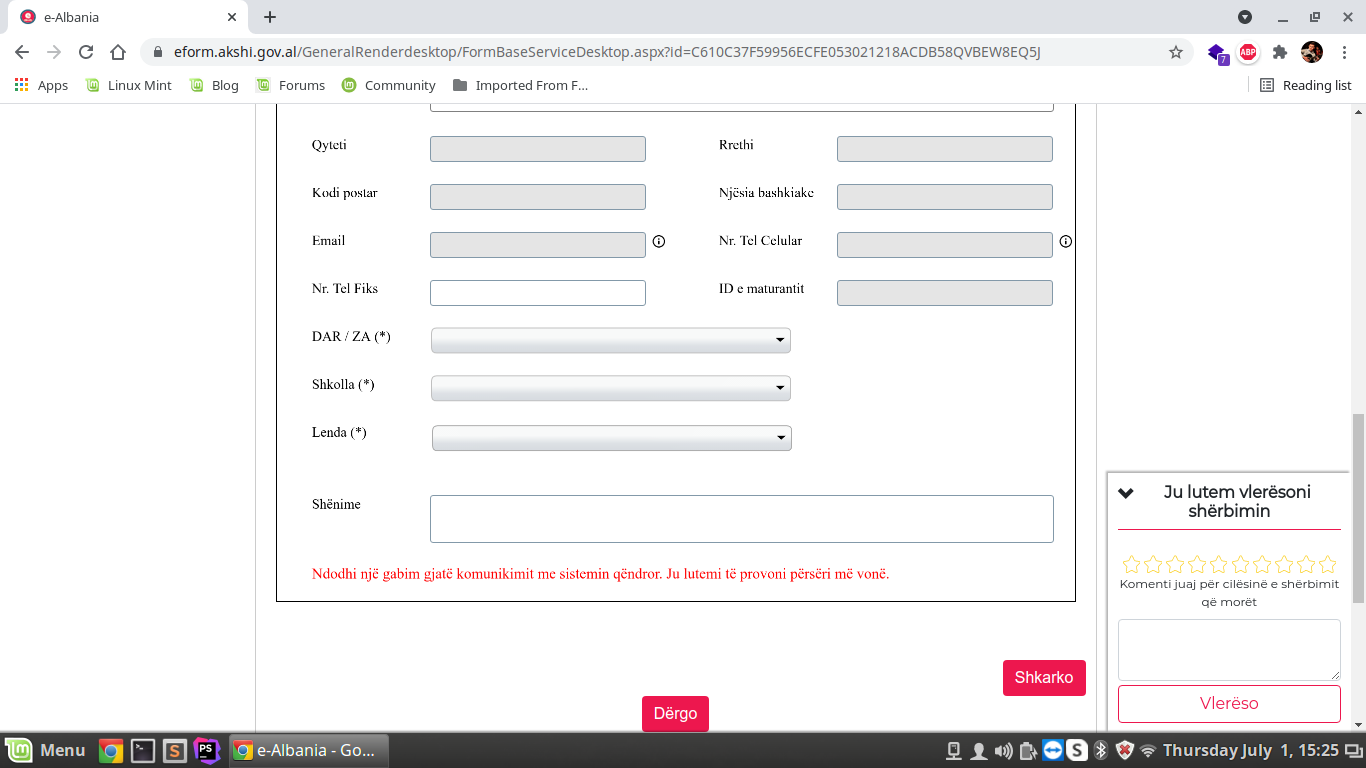 e-Albania
eform.akshi.gov.al/GeneralRenderdesktop/FormBaseServiceDesktop.aspx?id=C610C37F59956ECFE053021218ACDB58QVBEW8EQ5J
ABP
7
Apps
Linux Mint
Blog
Forums
Community
Imported From F...
Reading list
Qyteti
Rrethi
Kodi postar
Njësia bashkiake
Email
Nr. Tel Celular
Nr. Tel Fiks
ID e maturantit
DAR / ZA (*)
Shkolla (*)
Lenda (*)
Shënime
Ndodhi një gabim gjatë komunikimit me sistemin qëndror. Ju lutemi të provoni përsëri më vonë.
Shkarko
Dërgo
Ju lutem vlerësoni
shërbimin
Komenti juaj për cilësinë e shërbimit
që morët
Vlerëso
Menu
S
PS
e-Albania - Go...
S
Thursday July 1, 15:25